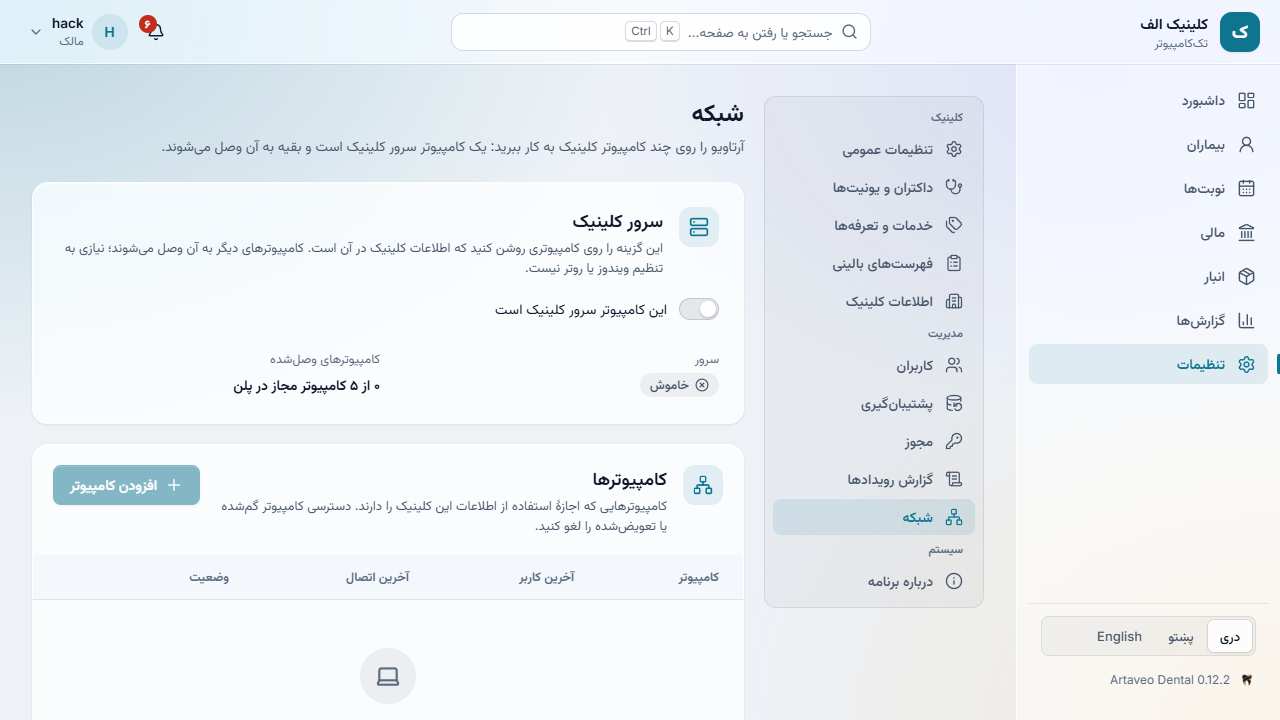 کلینیک الف
تک‌کامپیوتر
جستجو یا رفتن به صفحه...
Ctrl K
۶
hack
مالک
H
ک
داشبورد
بیماران
نوبت‌ها
مالی
انبار
گزارش‌ها
تنظیمات
دری
پښتو
English
Artaveo Dental 0.12.2
کلینیک
تنظیمات عمومی
داکتران و یونیت‌ها
خدمات و تعرفه‌ها
فهرست‌های بالینی
اطلاعات کلینیک
مدیریت
کاربران
پشتیبان‌گیری
مجوز
گزارش رویدادها
شبکه
سیستم
درباره برنامه
شبکه
آرتاویو را روی چند کامپیوتر کلینیک به کار ببرید: یک کامپیوتر سرور کلینیک است و بقیه به آن وصل می‌شوند.
سرور کلینیک
این گزینه را روی کامپیوتری روشن کنید که اطلاعات کلینیک در آن است. کامپیوترهای دیگر به آن وصل می‌شوند؛ نیازی به
تنظیم ویندوز یا روتر نیست.
این کامپیوتر سرور کلینیک است
سرور
خاموش
کامپیوترهای وصل‌شده
۰ از ۵ کامپیوتر مجاز در پلن
کامپیوترها
کامپیوترهایی که اجازهٔ استفاده از اطلاعات این کلینیک را دارند. دسترسی کامپیوتر گم‌شده
یا تعویض‌شده را لغو کنید.
افزودن کامپیوتر
کامپیوتر
آخرین کاربر
آخرین اتصال
وضعیت